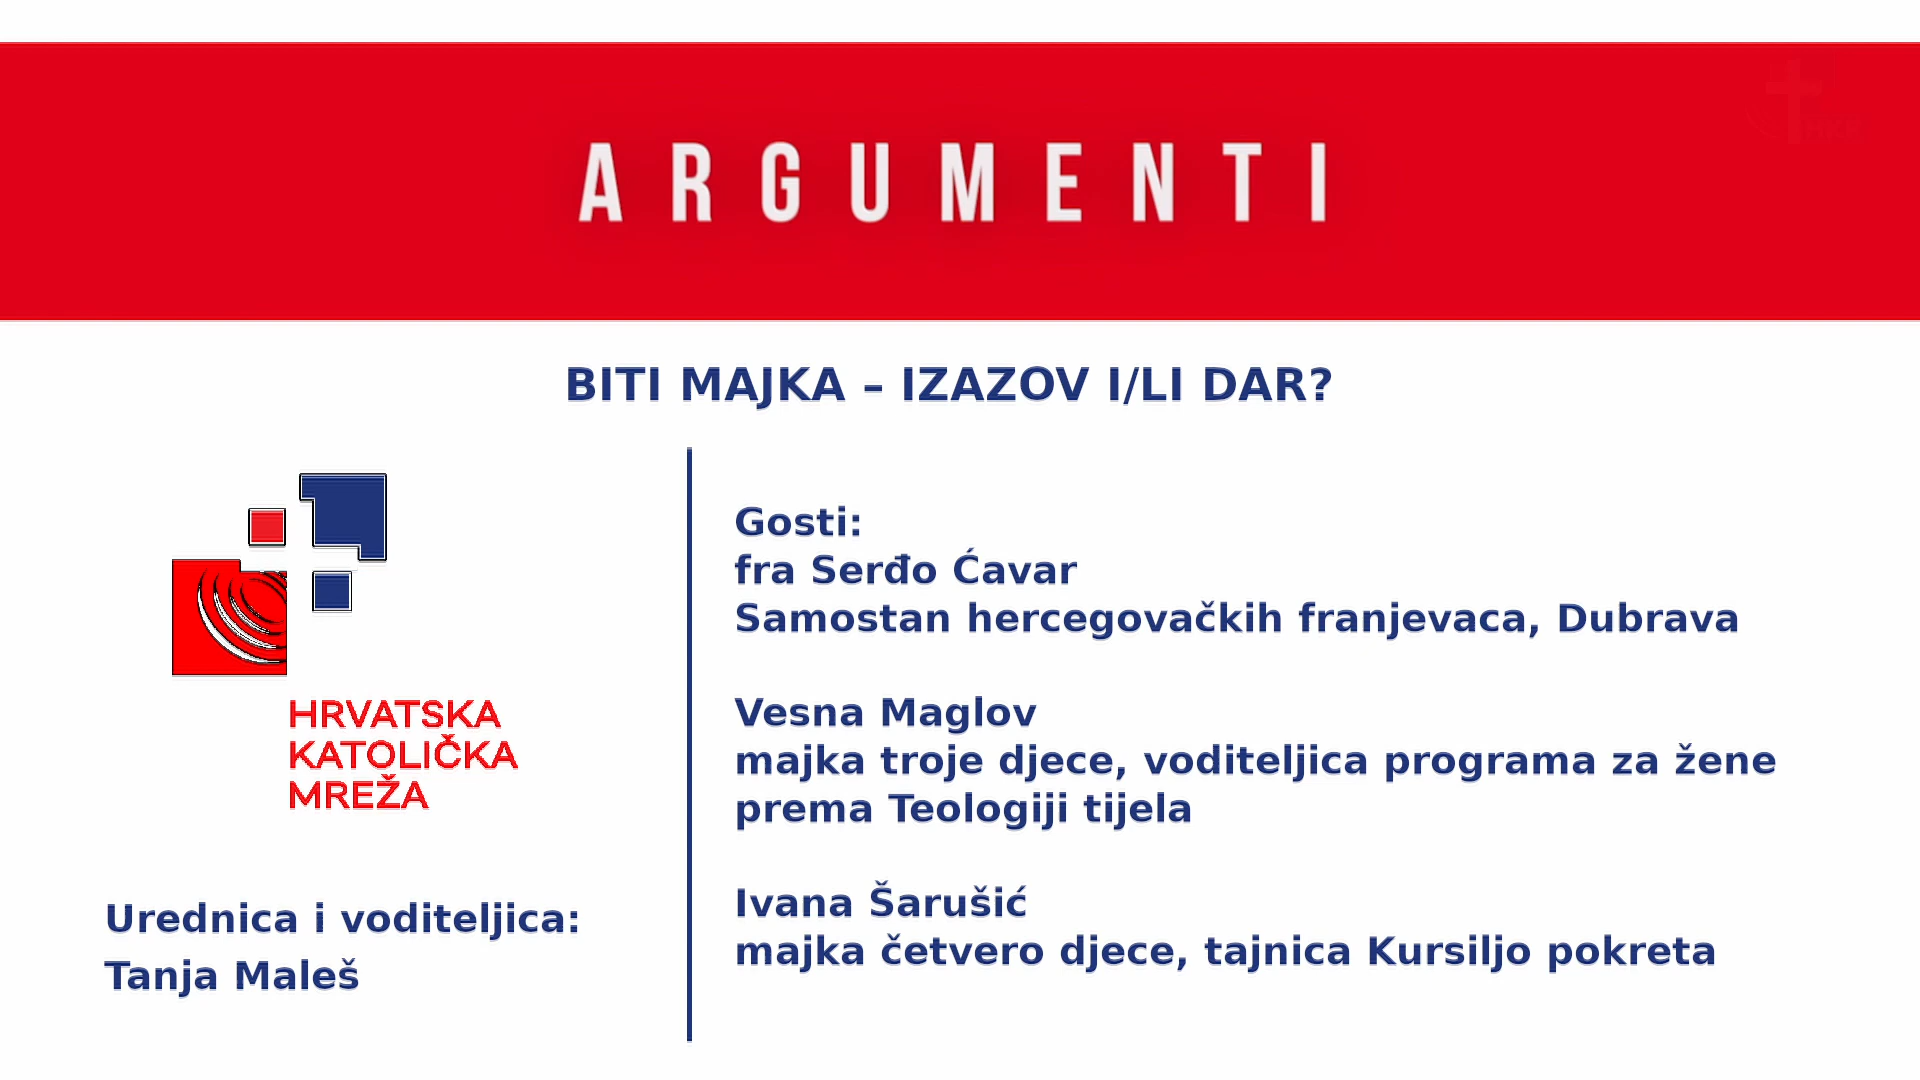 ARGUMENTI
BITI MAJKA – IZAZOV I/LI DAR?
HRVATSKA
KATOLIČKA
MREŽA
Urednica i voditeljica:
Tanja Maleš
Gosti:
fra Serđo Ćavar
Samostan hercegovačkih franjevaca, Dubrava
Vesna Maglov
majka troje djece, voditeljica programa za žene
prema Teologiji tijela
Ivana Šarušić
majka četvero djece, tajnica Kursiljo pokreta